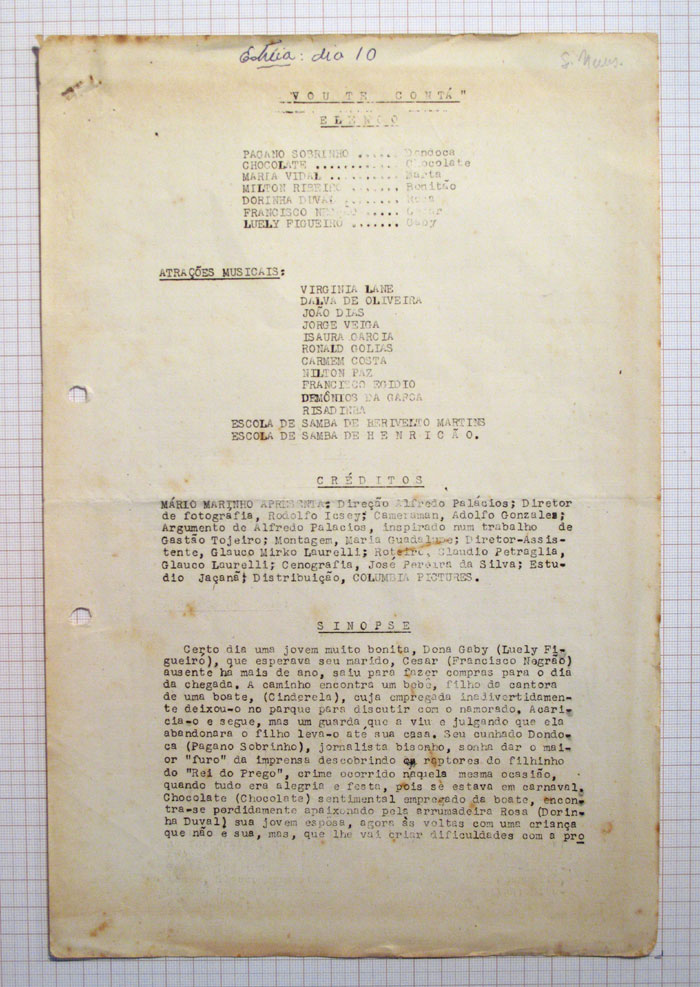 Estréia: dia 10
"VOU TE CONTÁ"
ELENCO
PAGANO SOBRINHO ...... Dondoca
CHOCOLATE ............ Chocolate
MARIA VIDAL .......... Marta
MILTON RIBEIRO ....... Bonitão
DORINHA DUVAL ........ Rosa
FRANCISCO NEGRÃO ..... Cesar
LUELY FIGUEIRÓ ....... Gaby
ATRAÇÕES MUSICAIS:
VIRGINIA LANE
DALVA DE OLIVEIRA
JOÃO DIAS
JORGE VEIGA
ISAURA GARCIA
RONALD GOLIAS
CARMEM COSTA
NILTON PAZ
FRANCISCO EGIDIO
DEMÔNIOS DA GAROA
RISADINHA
ESCOLA DE SAMBA DE HERIVELTO MARTINS
ESCOLA DE SAMBA DE HENRICÃO.
CRÉDITOS
MÁRIO MARINHO APRESENTA: Direção Alfredo Palácios; Diretor
de fotografia, Rodolfo Icsey; Cameraman, Adolfo Gonzales;
Argumento de Alfredo Palacios, inspirado num trabalho de
Gastão Tojeiro; Montagem, Maria Guadalupe; Diretor-Assis-
tente, Glauco Mirko Laurelli; Roteiro, Claudio Petraglia,
Glauco Laurelli; Cenografia, José Pereira da Silva; Estu-
dio Jaçanã; Distribuição, COLUMBIA PICTURES.
SINOPSE
Certo dia uma jovem muito bonita, Dona Gaby (Luely Fi-
gueiró), que esperava seu marido, Cesar (Francisco Negrão)
ausente ha mais de ano, saiu para fazer compras para o dia
da chegada. A caminho encontra um bebe, filho da cantora
de uma boate, (Cinderela), cuja empregada inadivertidamen-
te deixou-o no parque para discutir com o namorado. Acari-
cia-o e segue, mas um guarda que a viu e julgando que ela
abandonara o filho leva-o até sua casa. Seu cunhado Dondo-
ca (Pagano Sobrinho), jornalista bisonho, sonha dar o mai-
or "furo" da imprensa descobrindo os raptores do filhinho
do "Rei do Prego", crime ocorrido naquela mesma ocasião,
quando tudo era alegria e festa, pois se estava em carnaval.
Chocolate (Chocolate) sentimental empregado da boate, encon-
tra-se perdidamente apaixonado pela arrumadeira Rosa (Dorin-
ha Duval) sua jovem esposa, agora ás voltas com uma criança
que não e sua, mas, que lhe vai criar dificuldades com a pro